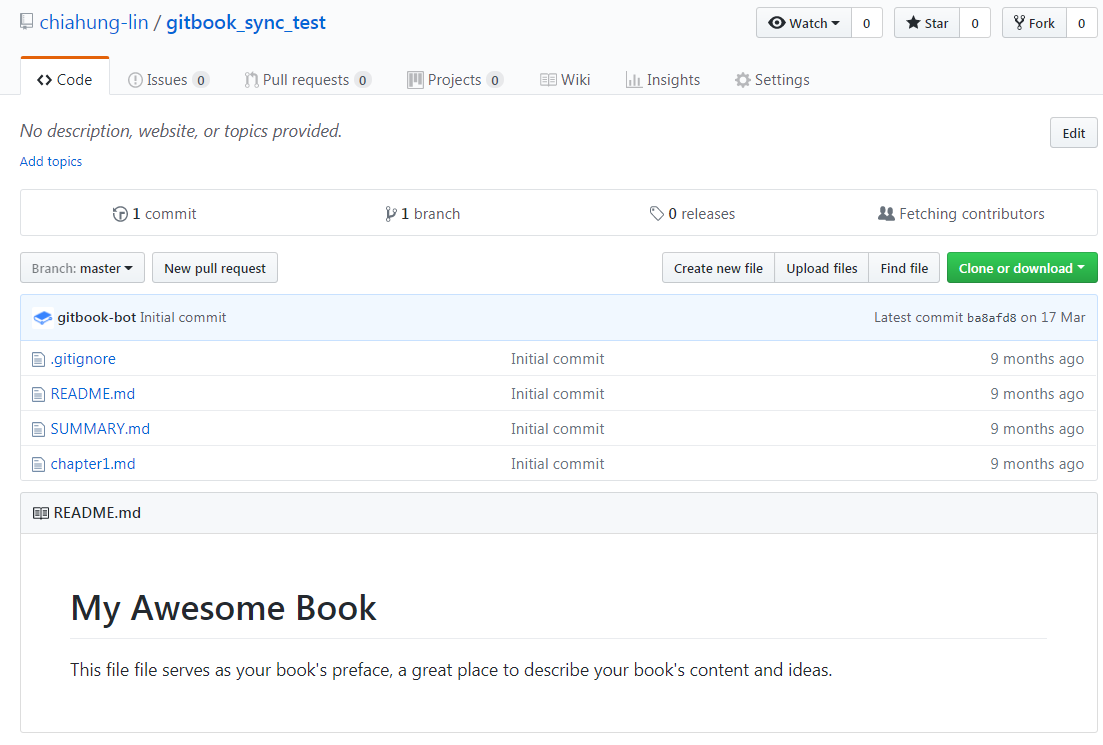 chiahung-lin / gitbook_sync_test
Watch 0 Star 0 Fork 0
Code Issues 0 Pull requests 0 Projects 0 Wiki Insights Settings
No description, website, or topics provided.
Edit
Add topics
1 commit 1 branch 0 releases Fetching contributors
Branch: master New pull request Create new file Upload files Find file Clone or download
gitbook-bot Initial commit Latest commit ba8afd8 on 17 Mar
.gitignore Initial commit 9 months ago
README.md Initial commit 9 months ago
SUMMARY.md Initial commit 9 months ago
chapter1.md Initial commit 9 months ago
README.md
My Awesome Book
This file file serves as your book's preface, a great place to describe your book's content and ideas.